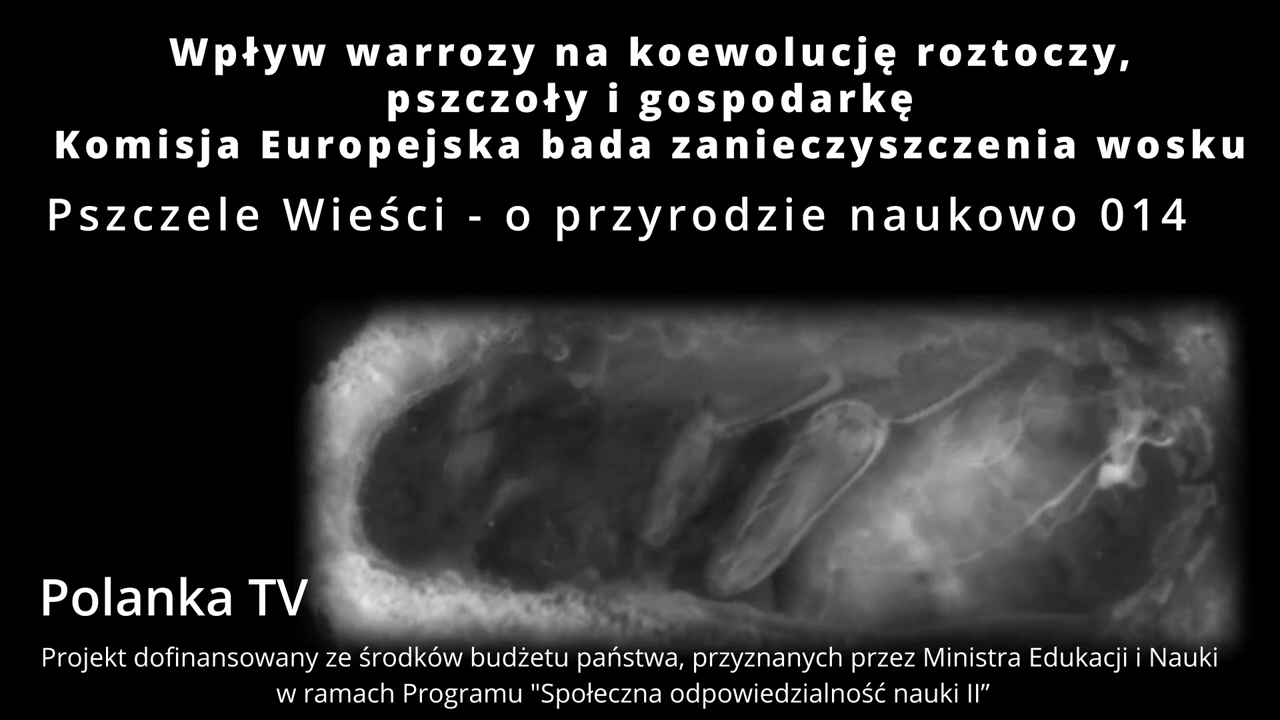 Wpływ warrozy na koewolucję roztoczy,
pszczoły i gospodarkę
Komisja Europejska bada zanieczyszczenia wosku
Pszczele Wieści - o przyrodzie naukowo 014
Polanka TV
Projekt dofinansowany ze środków budżetu państwa, przyznanych przez Ministra Edukacji i Nauki
w ramach Programu "Społeczna odpowiedzialność nauki II”